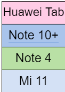 Huawei Tab
Note 10+
Note 4
Mi 11